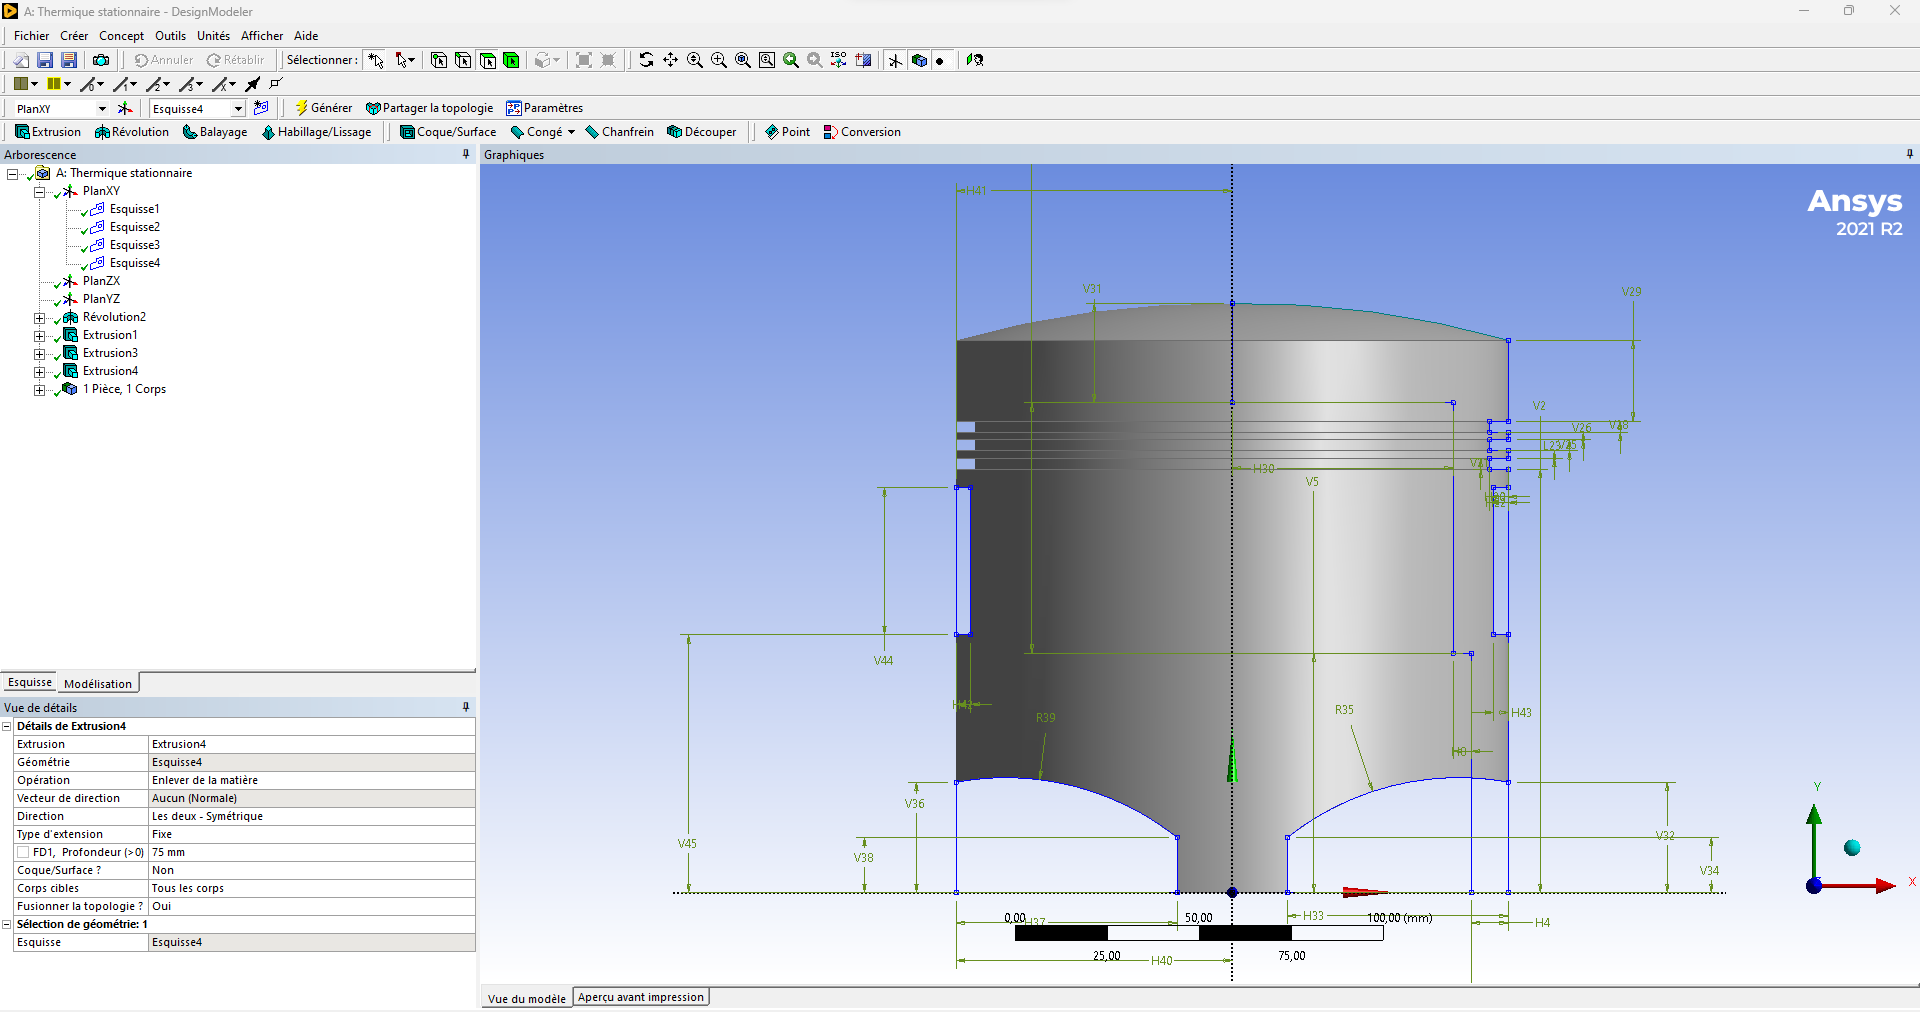 A: Thermique stationnaire - DesignModeler
Fichier Créer Concept Outils Unités Afficher Aide
Annuler Rétablir Sélectionner : ISO
PlanXY Esquisse4 Générer Partager la topologie Paramètres
Extrusion Révolution Balayage Habillage/Lissage Coque/Surface Congé Chanfrein Découper Point Conversion
Arborescence
A: Thermique stationnaire
PlanXY
Esquisse1
Esquisse2
Esquisse3
Esquisse4
PlanZX
PlanYZ
Révolution2
Extrusion1
Extrusion3
Extrusion4
1 Pièce, 1 Corps
Esquisse Modélisation
Vue de détails
Détails de Extrusion4
Extrusion Extrusion4
Géométrie Esquisse4
Opération Enlever de la matière
Vecteur de direction Aucun (Normale)
Direction Les deux - Symétrique
Type d'extension Fixe
FD1, Profondeur (>0) 75 mm
Coque/Surface ? Non
Corps cibles Tous les corps
Fusionner la topologie ? Oui
Sélection de géométrie: 1
Esquisse Esquisse4
Graphiques
Ansys
2021 R2
H41
V31
V29
V2
V26
V28
L23
V25
H30
V5
V44
R39
R35
H43
H0
V36
V45
V38
V32
V34
Y
X
0,00 50,00 100,00 (mm)
H37
H33
H4
25,00 75,00
H40
Vue du modèle Aperçu avant impression